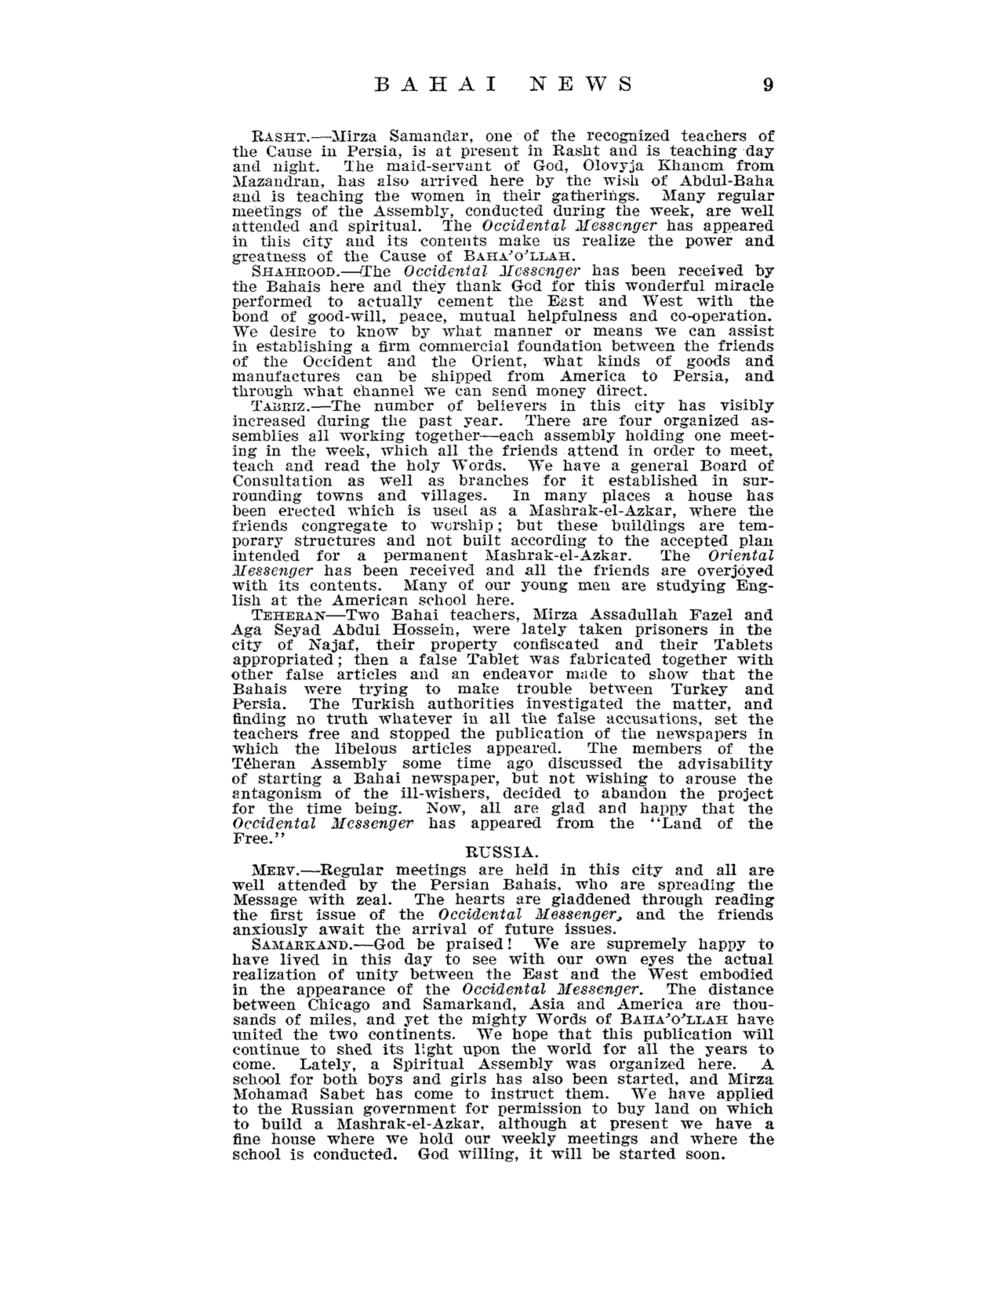 BAHAI NEWS 9
RASHT.—Mirza Samandar, one of the recognized teachers of
the Cause in Persia, is at present in Rasht and is teaching day
and night. The maid-servant of God, Olovyja Khanom from
Mazandran, has also arrived here by the wish of Abdul-Baha
and is teaching the women in their gatherings. Many regular
meetings of the Assembly, conducted during the week, are well
attended and spiritual. The Occidental Messenger has appeared
in this city and its contents make us realize the power and
greatness of the Cause of BAHA'O'LLAH.
SHAHROOD.—The Occidental Messenger has been received by
the Bahais here and they thank God for this wonderful miracle
performed to actually cement the East and West with the
bond of good-will, peace, mutual helpfulness and co-operation.
We desire to know by what manner or means we can assist
in establishing a firm commercial foundation between the friends
of the Occident and the Orient, what kinds of goods and
manufactures can be shipped from America to Persia, and
through what channel we can send money direct.
TABRIZ.—The number of believers in this city has visibly
increased during the past year. There are four organized as-
semblies all working together—each assembly holding one meet-
ing in the week, which all the friends attend in order to meet,
teach and read the holy Words. We have a general Board of
Consultation as well as branches for it established in sur-
rounding towns and villages. In many places a house has
been erected which is used as a Mashrak-el-Azkar, where the
friends congregate to worship; but these buildings are tem-
porary structures and not built according to the accepted plan
intended for a permanent Mashrak-el-Azkar. The Oriental
Messenger has been received and all the friends are overjoyed
with its contents. Many of our young men are studying Eng-
lish at the American school here.
TEHERAN—Two Bahai teachers, Mirza Assadullah Fazel and
Aga Seyad Abdul Hossein, were lately taken prisoners in the
city of Najaf, their property confiscated and their Tablets
appropriated; then a false Tablet was fabricated together with
other false articles and an endeavor made to show that the
Bahais were trying to make trouble between Turkey and
Persia. The Turkish authorities investigated the matter, and
finding no truth whatever in all the false accusations, set the
teachers free and stopped the publication of the newspapers in
which the libelous articles appeared. The members of the
Téheran Assembly some time ago discussed the advisability
of starting a Bahai newspaper, but not wishing to arouse the
antagonism of the ill-wishers, decided to abandon the project
for the time being. Now, all are glad and happy that the
Occidental Messenger has appeared from the "Land of the
Free."
RUSSIA.
MERV.—Regular meetings are held in this city and all are
well attended by the Persian Bahais, who are spreading the
Message with zeal. The hearts are gladdened through reading
the first issue of the Occidental Messenger, and the friends
anxiously await the arrival of future issues.
SAMARKAND.—God be praised! We are supremely happy to
have lived in this day to see with our own eyes the actual
realization of unity between the East and the West embodied
in the appearance of the Occidental Messenger. The distance
between Chicago and Samarkand, Asia and America are thou-
sands of miles, and yet the mighty Words of BAHA'O'LLAH have
united the two continents. We hope that this publication will
continue to shed its light upon the world for all the years to
come. Lately, a Spiritual Assembly was organized here. A
school for both boys and girls has also been started, and Mirza
Mohamad Sabet has come to instruct them. We have applied
to the Russian government for permission to buy land on which
to build a Mashrak-el-Azkar, although at present we have a
fine house where we hold our weekly meetings and where the
school is conducted. God willing, it will be started soon.